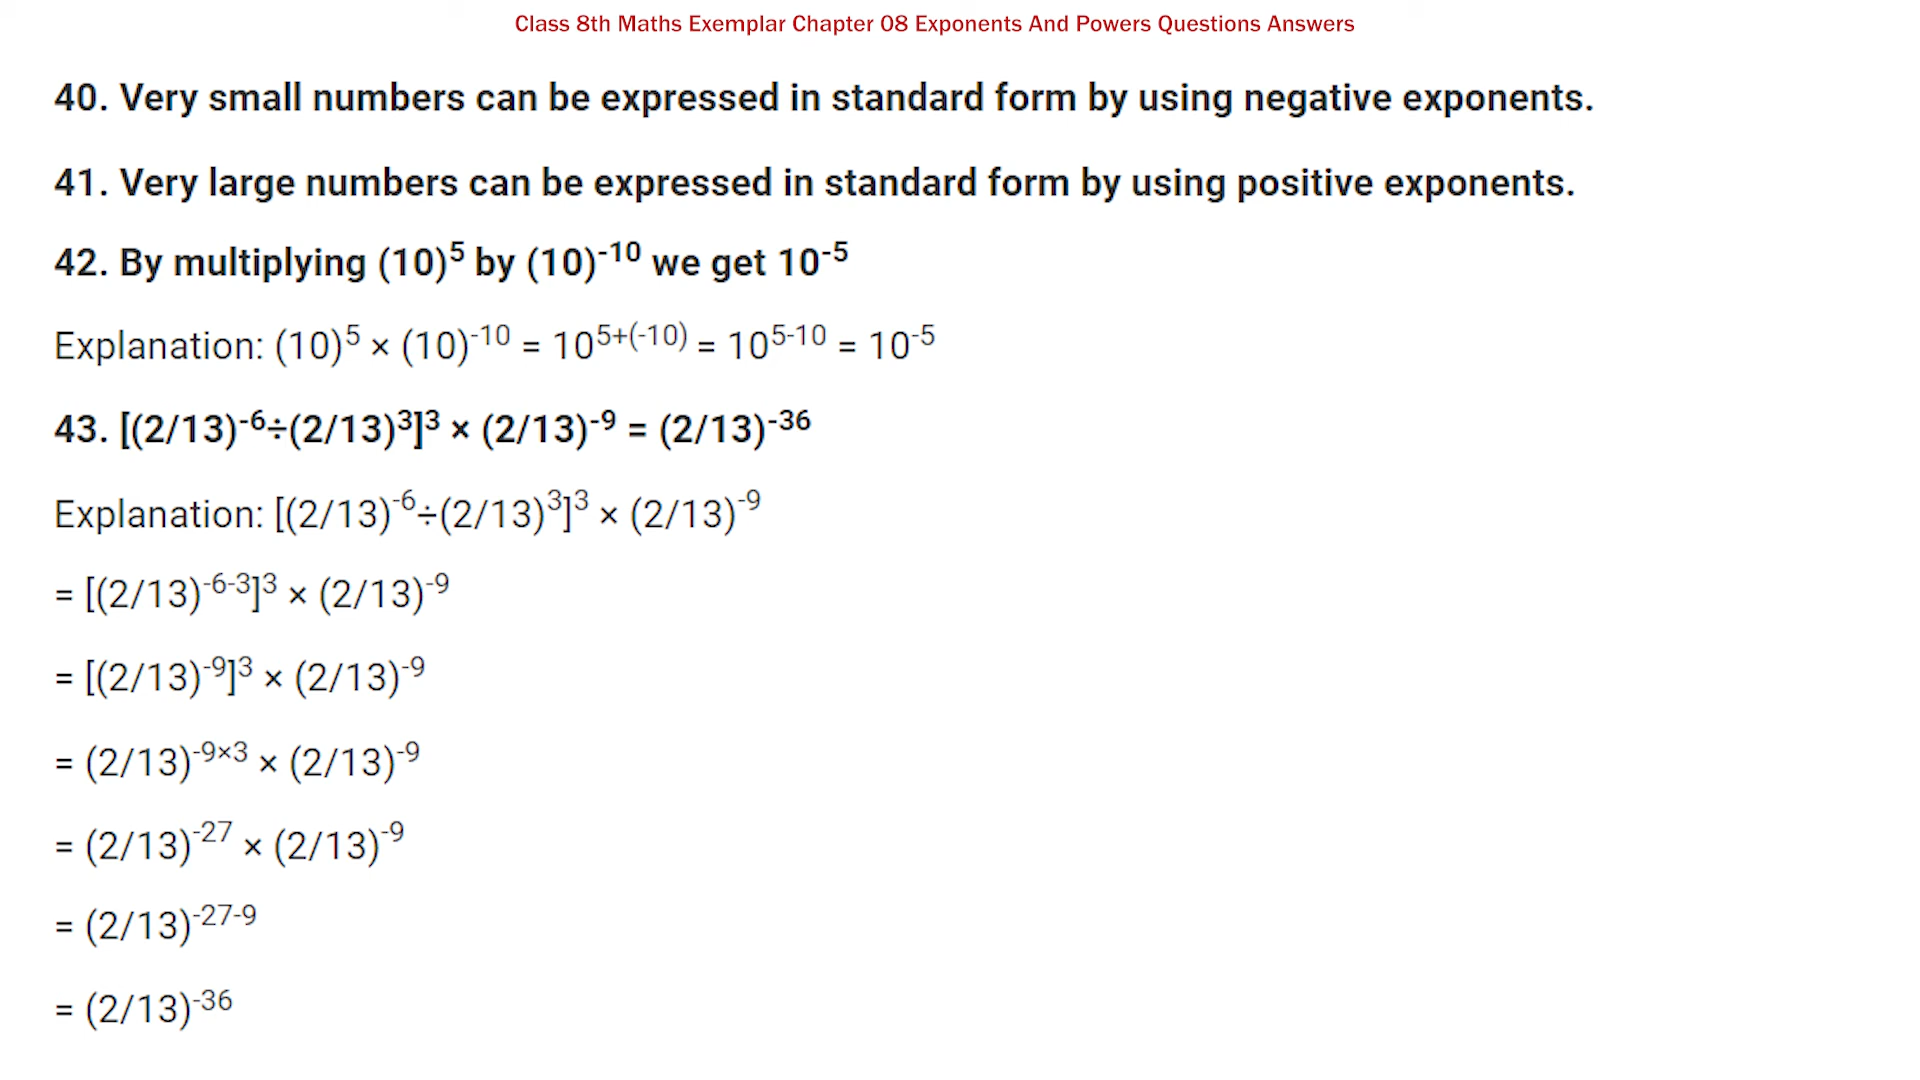 Class 8th Maths Exemplar Chapter 08 Exponents And Powers Questions Answers
40. Very small numbers can be expressed in standard form by using negative exponents.
41. Very large numbers can be expressed in standard form by using positive exponents.
42. By multiplying (10)⁵ by (10)⁻¹⁰ we get 10⁻⁵
Explanation: (10)⁵ × (10)⁻¹⁰ = 10⁵⁺⁽⁻¹⁰⁾ = 10⁵⁻¹⁰ = 10⁻⁵
43. [(2/13)⁻⁶÷(2/13)³]³ × (2/13)⁻⁹ = (2/13)⁻³⁶
Explanation: [(2/13)⁻⁶÷(2/13)³]³ × (2/13)⁻⁹
= [(2/13)⁻⁶⁻³]³ × (2/13)⁻⁹
= [(2/13)⁻⁹]³ × (2/13)⁻⁹
= (2/13)⁻⁹ˣ³ × (2/13)⁻⁹
= (2/13)⁻²⁷ × (2/13)⁻⁹
= (2/13)⁻²⁷⁻⁹
= (2/13)⁻³⁶